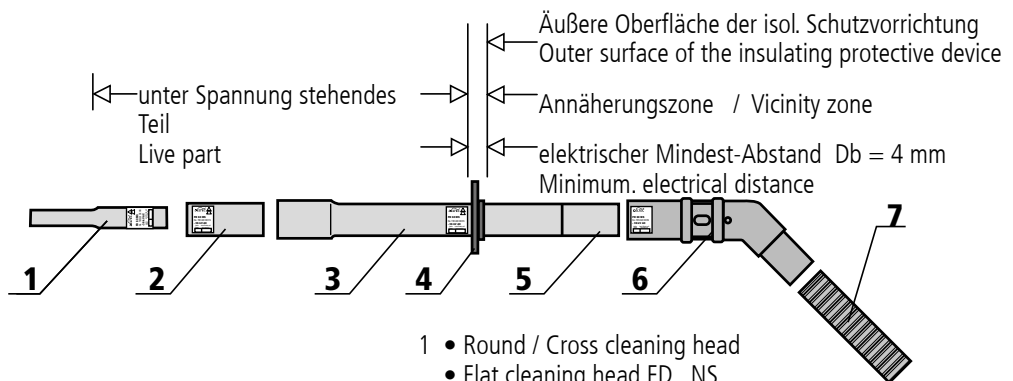 Äußere Oberfläche der isol. Schutzvorrichtung
Outer surface of the insulating protective device
unter Spannung stehendes
Teil
Live part
Annäherungszone / Vicinity zone
elektrischer Mindest-Abstand Db = 4 mm
Minimum. electrical distance
1
2
3
4
5
6
7
1 • Round / Cross cleaning head
• Flat cleaning head FD NS